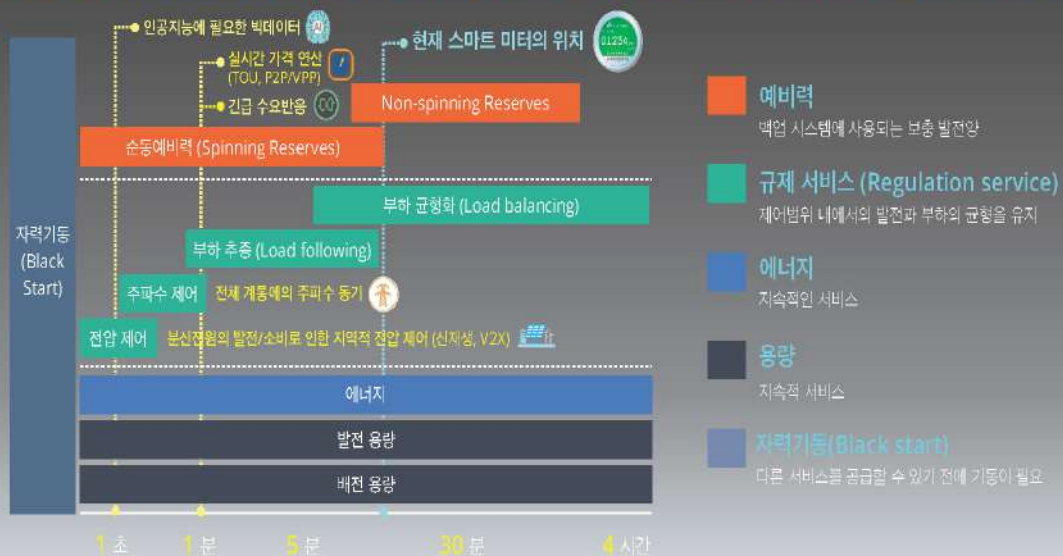 인공지능에 필요한 빅데이터
AI
실시간 가격 연산
(TOU, P2P/VPP)
긴급 수요반응
현재 스마트 미터의 위치
01234
Non-spinning Reserves
순동예비력 (Spinning Reserves)
부하 균형화 (Load balancing)
부하 추종 (Load following)
자력기동
(Black
Start)
주파수 제어
전체 계통에의 주파수 동기
전압 제어
분산전원의 발전/소비로 인한 지역적 전압 제어 (신재생, V2X)
에너지
발전 용량
배전 용량
1 초
1 분
5 분
30 분
4 시간
예비력
백업 시스템에 사용되는 보충 발전양
규제 서비스 (Regulation service)
제어범위 내에서의 발전과 부하의 균형을 유지
에너지
지속적인 서비스
용량
지속적 서비스
자력기동(Black start)
다른 서비스를 공급할 수 있기 전에 기동이 필요